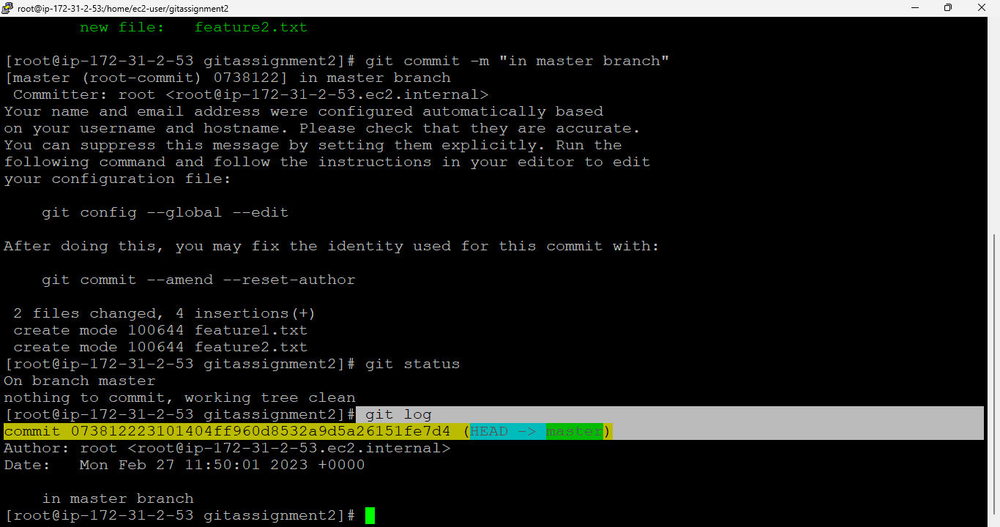 root@ip-172-31-2-53:/home/ec2-user/gitassignment2
new file:   feature2.txt
[root@ip-172-31-2-53 gitassignment2]# git commit -m "in master branch"
[master (root-commit) 0738122] in master branch
 Committer: root <root@ip-172-31-2-53.ec2.internal>
Your name and email address were configured automatically based
on your username and hostname. Please check that they are accurate.
You can suppress this message by setting them explicitly. Run the
following command and follow the instructions in your editor to edit
your configuration file:
    git config --global --edit
After doing this, you may fix the identity used for this commit with:
    git commit --amend --reset-author
 2 files changed, 4 insertions(+)
 create mode 100644 feature1.txt
 create mode 100644 feature2.txt
[root@ip-172-31-2-53 gitassignment2]# git status
On branch master
nothing to commit, working tree clean
[root@ip-172-31-2-53 gitassignment2]# git log
commit 073812223101404ff960d8532a9d5a26151fe7d4 (HEAD -> master)
Author: root <root@ip-172-31-2-53.ec2.internal>
Date:   Mon Feb 27 11:50:01 2023 +0000
    in master branch
[root@ip-172-31-2-53 gitassignment2]#